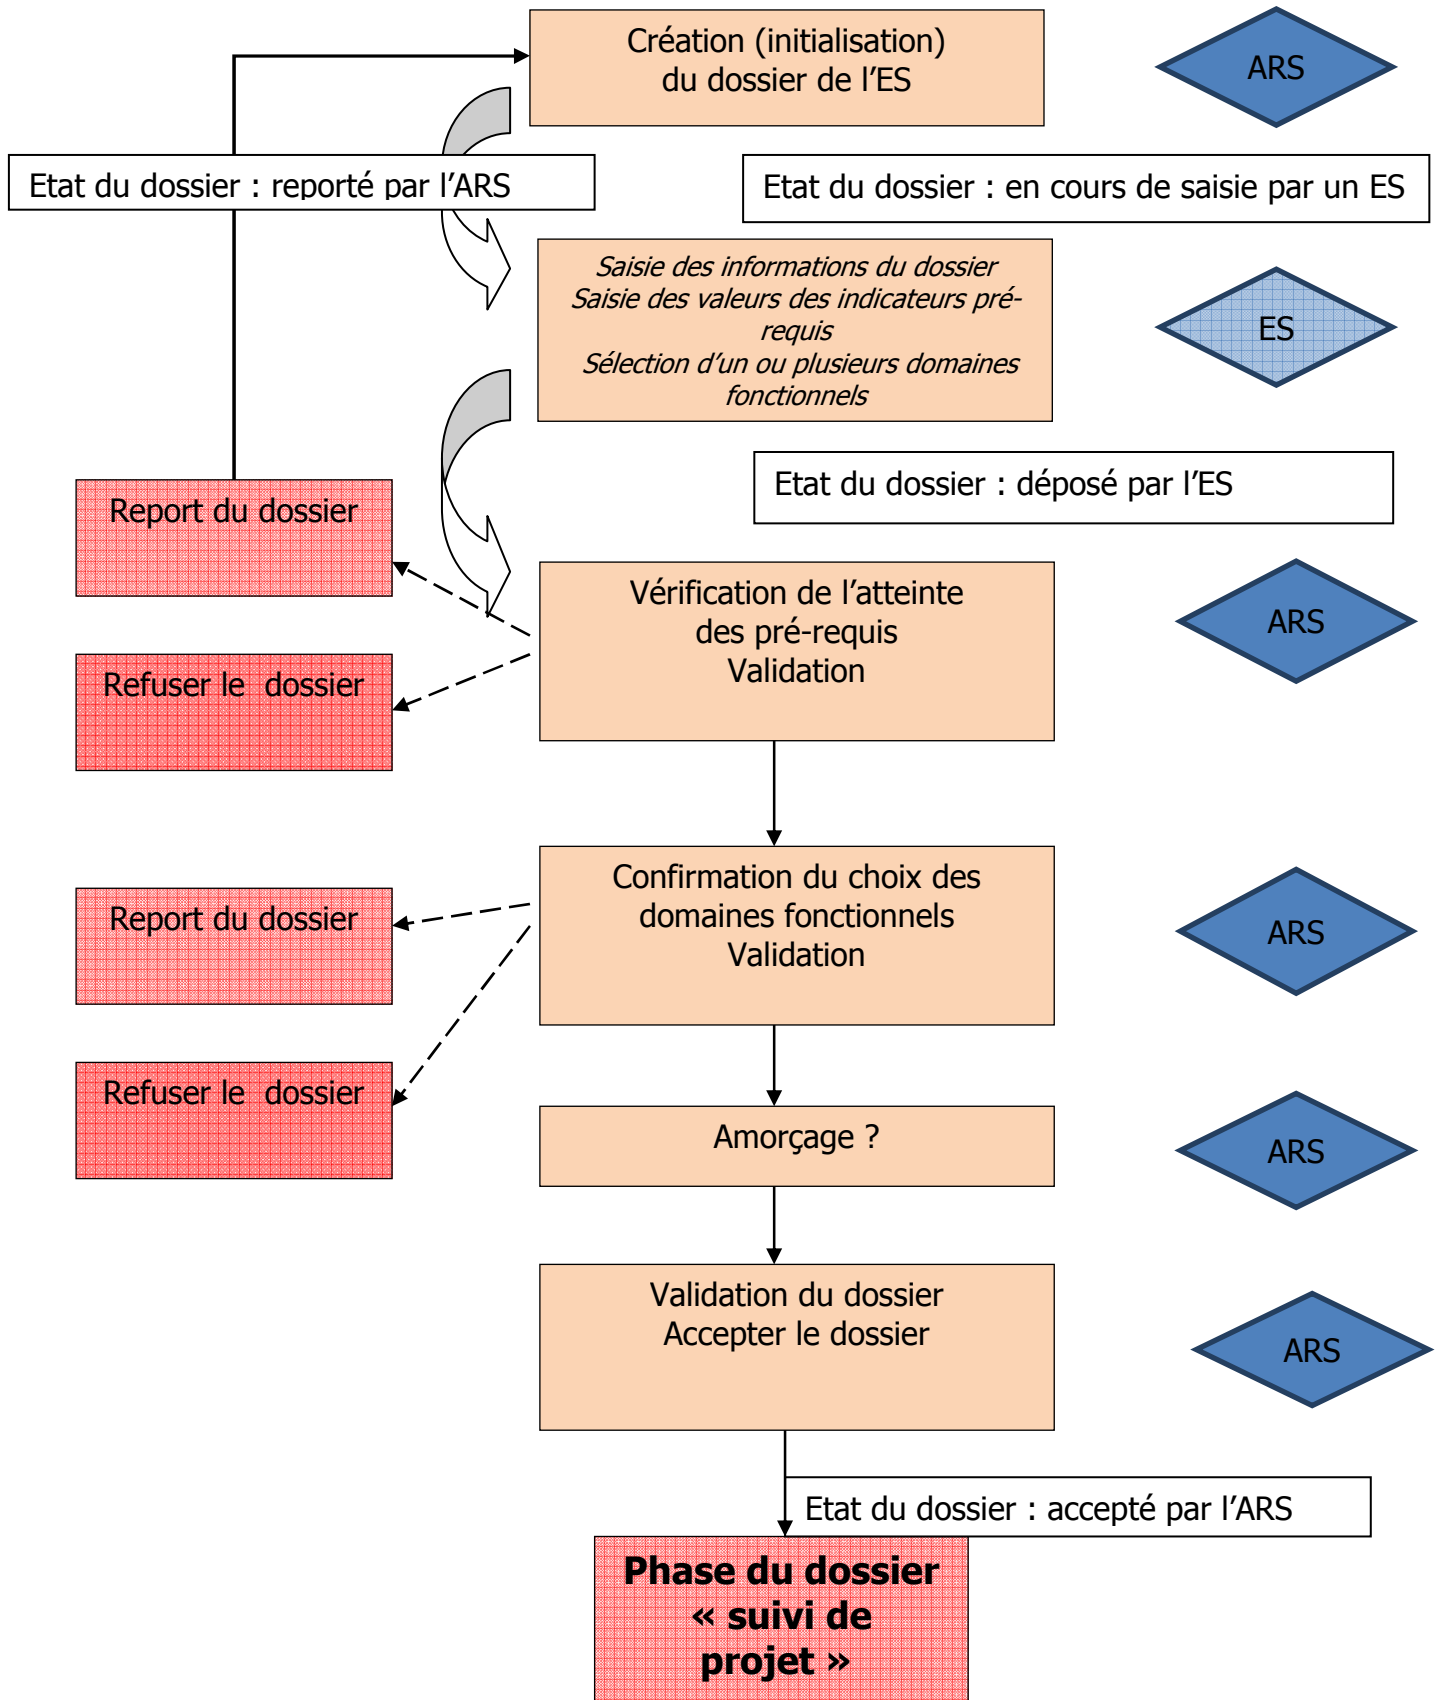 Création (initialisation)
du dossier de l’ES
ARS
Etat du dossier : reporté par l’ARS
Etat du dossier : en cours de saisie par un ES
Saisie des informations du dossier
Saisie des valeurs des indicateurs pré-
requis
Sélection d’un ou plusieurs domaines
fonctionnels
ES
Etat du dossier : déposé par l’ES
Report du dossier
Vérification de l’atteinte
des pré-requis
Validation
ARS
Refuser le  dossier
Confirmation du choix des
domaines fonctionnels
Validation
ARS
Report du dossier
Refuser le  dossier
Amorçage ?
ARS
Validation du dossier
Accepter le dossier
ARS
Etat du dossier : accepté par l’ARS
Phase du dossier
« suivi de
projet »